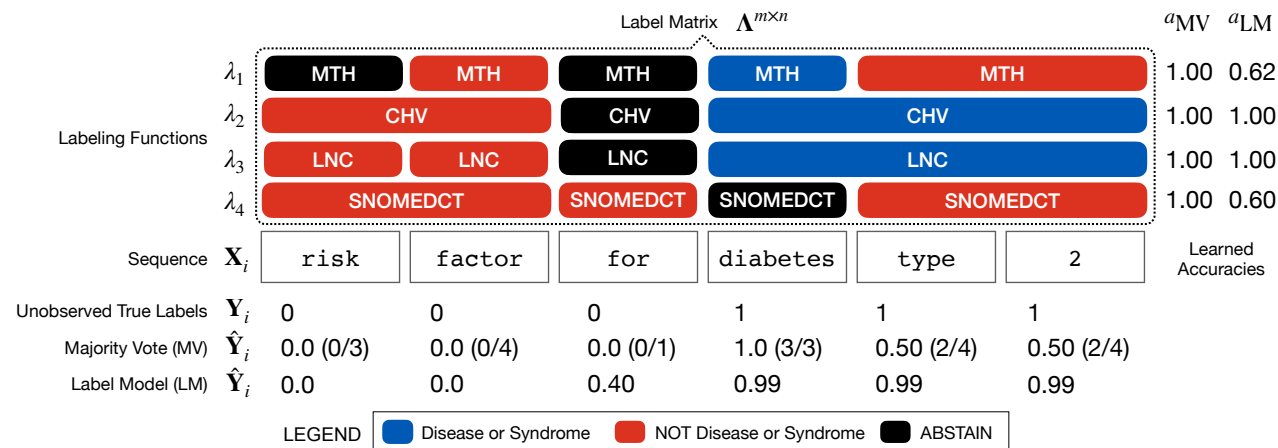 Label Matrix Λ^{m×n} a_MV a_LM
λ_1 MTH MTH MTH MTH MTH 1.00 0.62
λ_2 CHV CHV CHV 1.00 1.00
Labeling Functions
λ_3 LNC LNC LNC LNC 1.00 1.00
λ_4 SNOMEDCT SNOMEDCT SNOMEDCT SNOMEDCT 1.00 0.60
Sequence X_i risk factor for diabetes type 2 Learned
Accuracies
Unobserved True Labels Y_i 0 0 0 1 1 1
Majority Vote (MV) Ŷ_i 0.0 (0/3) 0.0 (0/4) 0.0 (0/1) 1.0 (3/3) 0.50 (2/4) 0.50 (2/4)
Label Model (LM) Ŷ_i 0.0 0.0 0.40 0.99 0.99 0.99
LEGEND Disease or Syndrome NOT Disease or Syndrome ABSTAIN